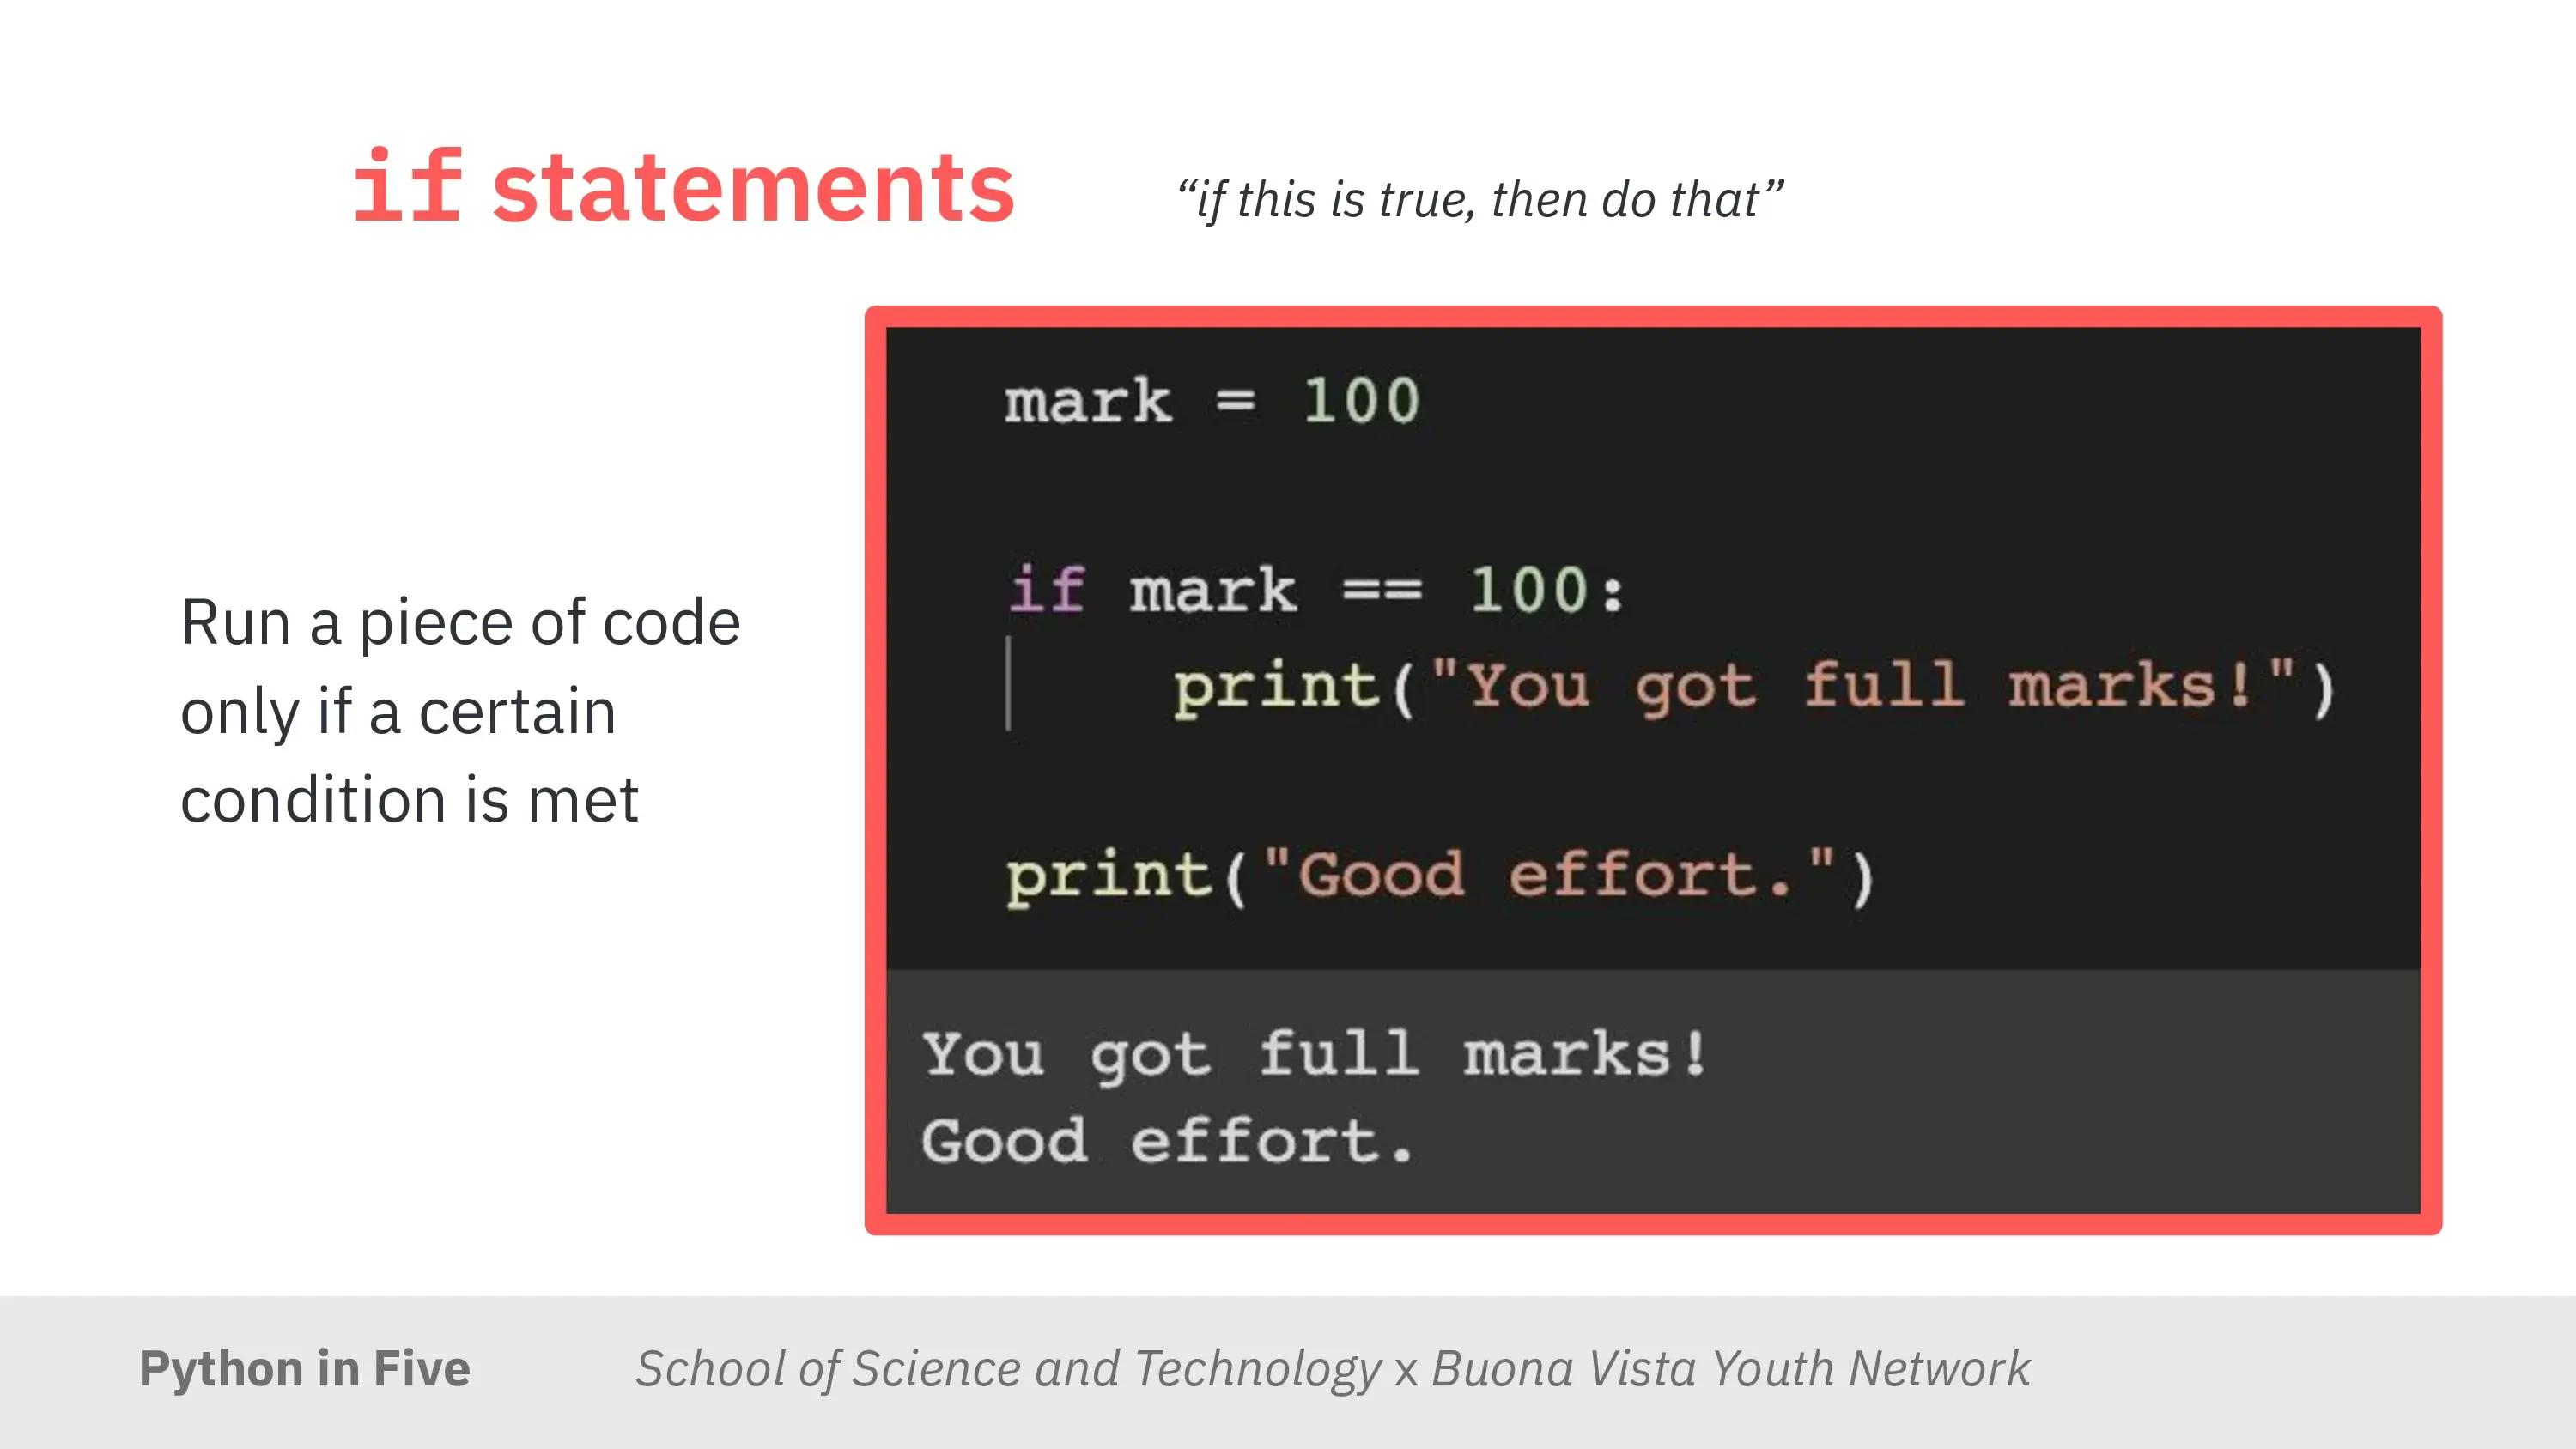 if statements
“if this is true, then do that”
Run a piece of code
only if a certain
condition is met
mark = 100
if mark == 100:
    print("You got full marks!")
print("Good effort.")
You got full marks!
Good effort.
Python in Five
School of Science and Technology x Buona Vista Youth Network